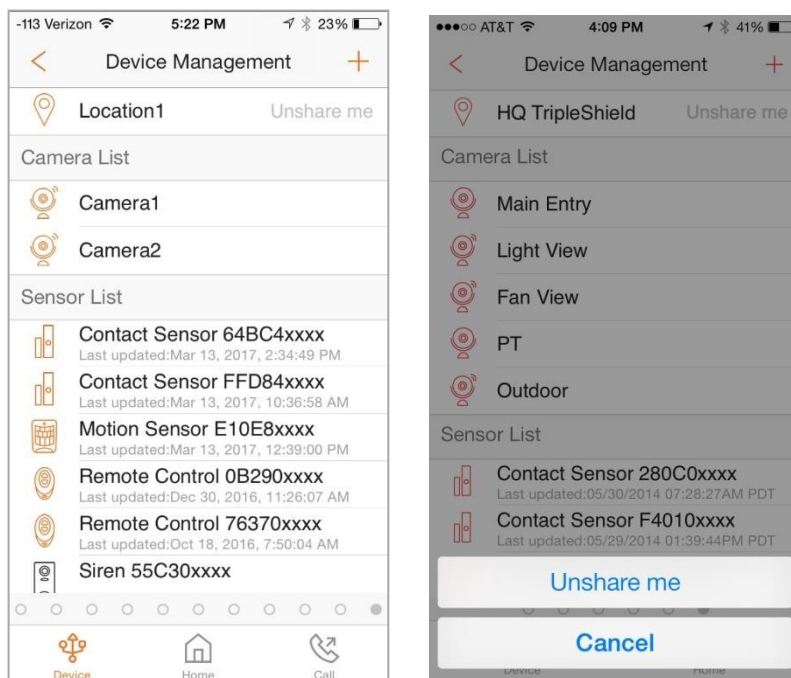 -113 Verizon 5:22 PM 23%
Device Management
Location1 Unshare me
Camera List
Camera1
Camera2
Sensor List
Contact Sensor 64BC4xxxx
Last updated:Mar 13, 2017, 2:34:49 PM
Contact Sensor FFD84xxxx
Last updated:Mar 13, 2017, 10:36:58 AM
Motion Sensor E10E8xxxx
Last updated:Mar 13, 2017, 12:39:00 PM
Remote Control 0B290xxxx
Last updated:Dec 30, 2016, 11:26:07 AM
Remote Control 76370xxxx
Last updated:Oct 18, 2016, 7:50:04 AM
Siren 55C30xxxx
Device Home Call
AT&T 4:09 PM 41%
Device Management
HQ TripleShield Unshare me
Camera List
Main Entry
Light View
Fan View
PT
Outdoor
Sensor List
Contact Sensor 280C0xxxx
Last updated:05/30/2014 07:28:27AM PDT
Contact Sensor F4010xxxx
Last updated:05/29/2014 01:39:44PM PDT
Unshare me
Cancel
Device Home